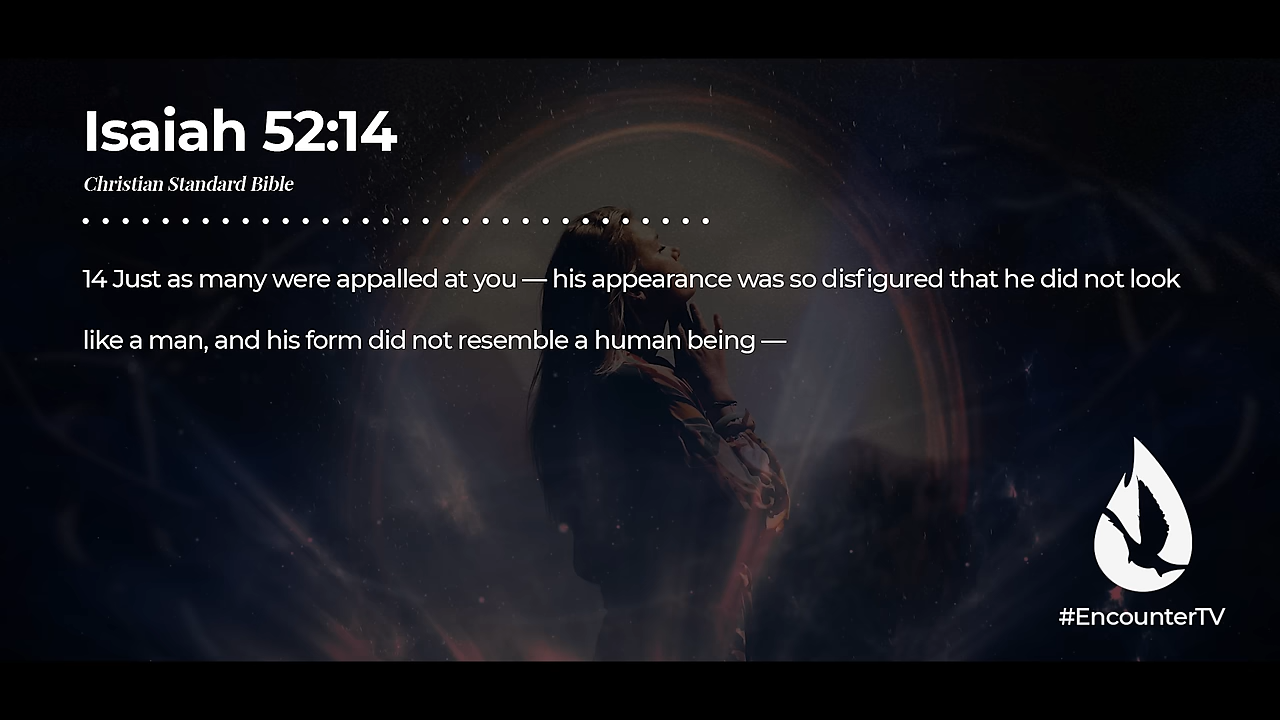 Isaiah 52:14
Christian Standard Bible
14 Just as many were appalled at you — his appearance was so disfigured that he did not look
like a man, and his form did not resemble a human being —
#EncounterTV